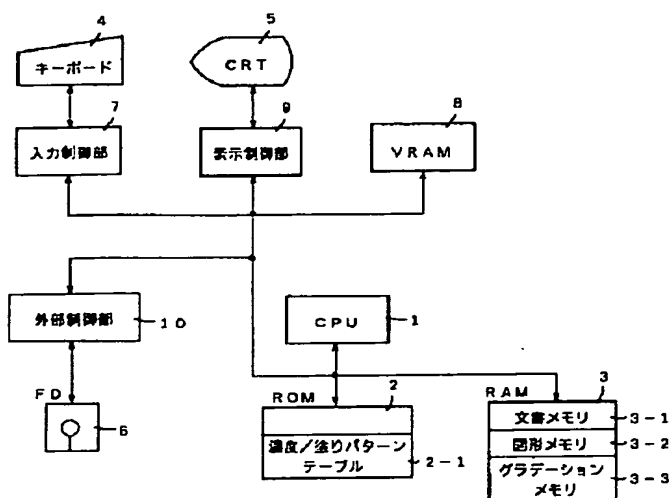 4
5
キーボード
CRT
7
9
8
入力制御部
表示制御部
VRAM
外部制御部
10
CPU
1
FD
6
ROM
2
濃度/塗りパターン
テーブル
2-1
RAM
3
文書メモリ
3-1
図形メモリ
3-2
グラデーション
メモリ
3-3